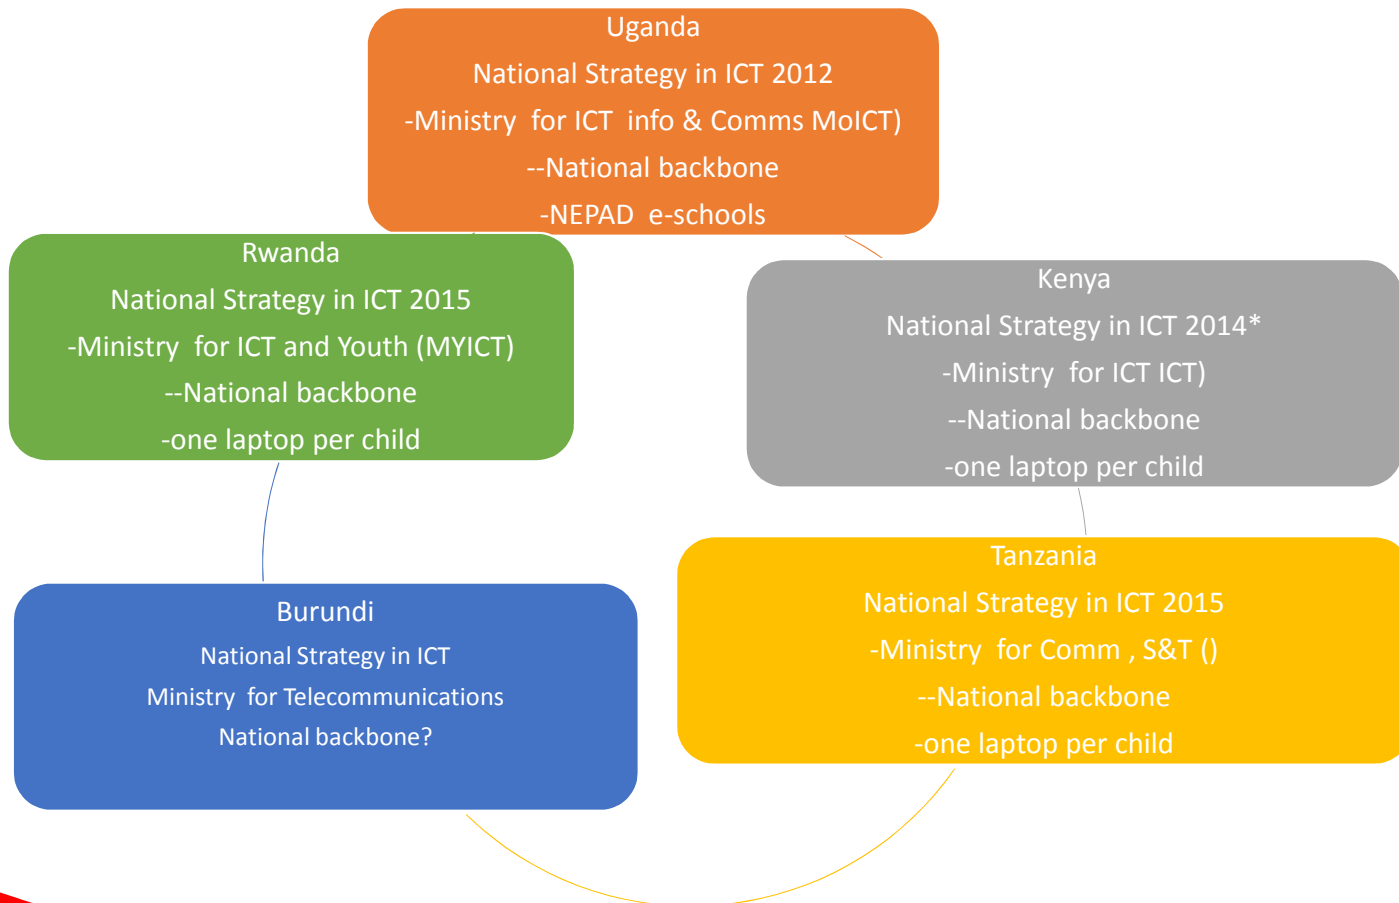 Uganda
National Strategy in ICT 2012
-Ministry  for ICT  info & Comms MoICT)
--National backbone
-NEPAD  e-schools
Rwanda
National Strategy in ICT 2015
-Ministry  for ICT and Youth (MYICT)
--National backbone
-one laptop per child
Kenya
National Strategy in ICT 2014*
-Ministry  for ICT ICT)
--National backbone
-one laptop per child
Tanzania
National Strategy in ICT 2015
-Ministry  for Comm , S&T ()
--National backbone
-one laptop per child
Burundi
National Strategy in ICT
Ministry  for Telecommunications
National backbone?